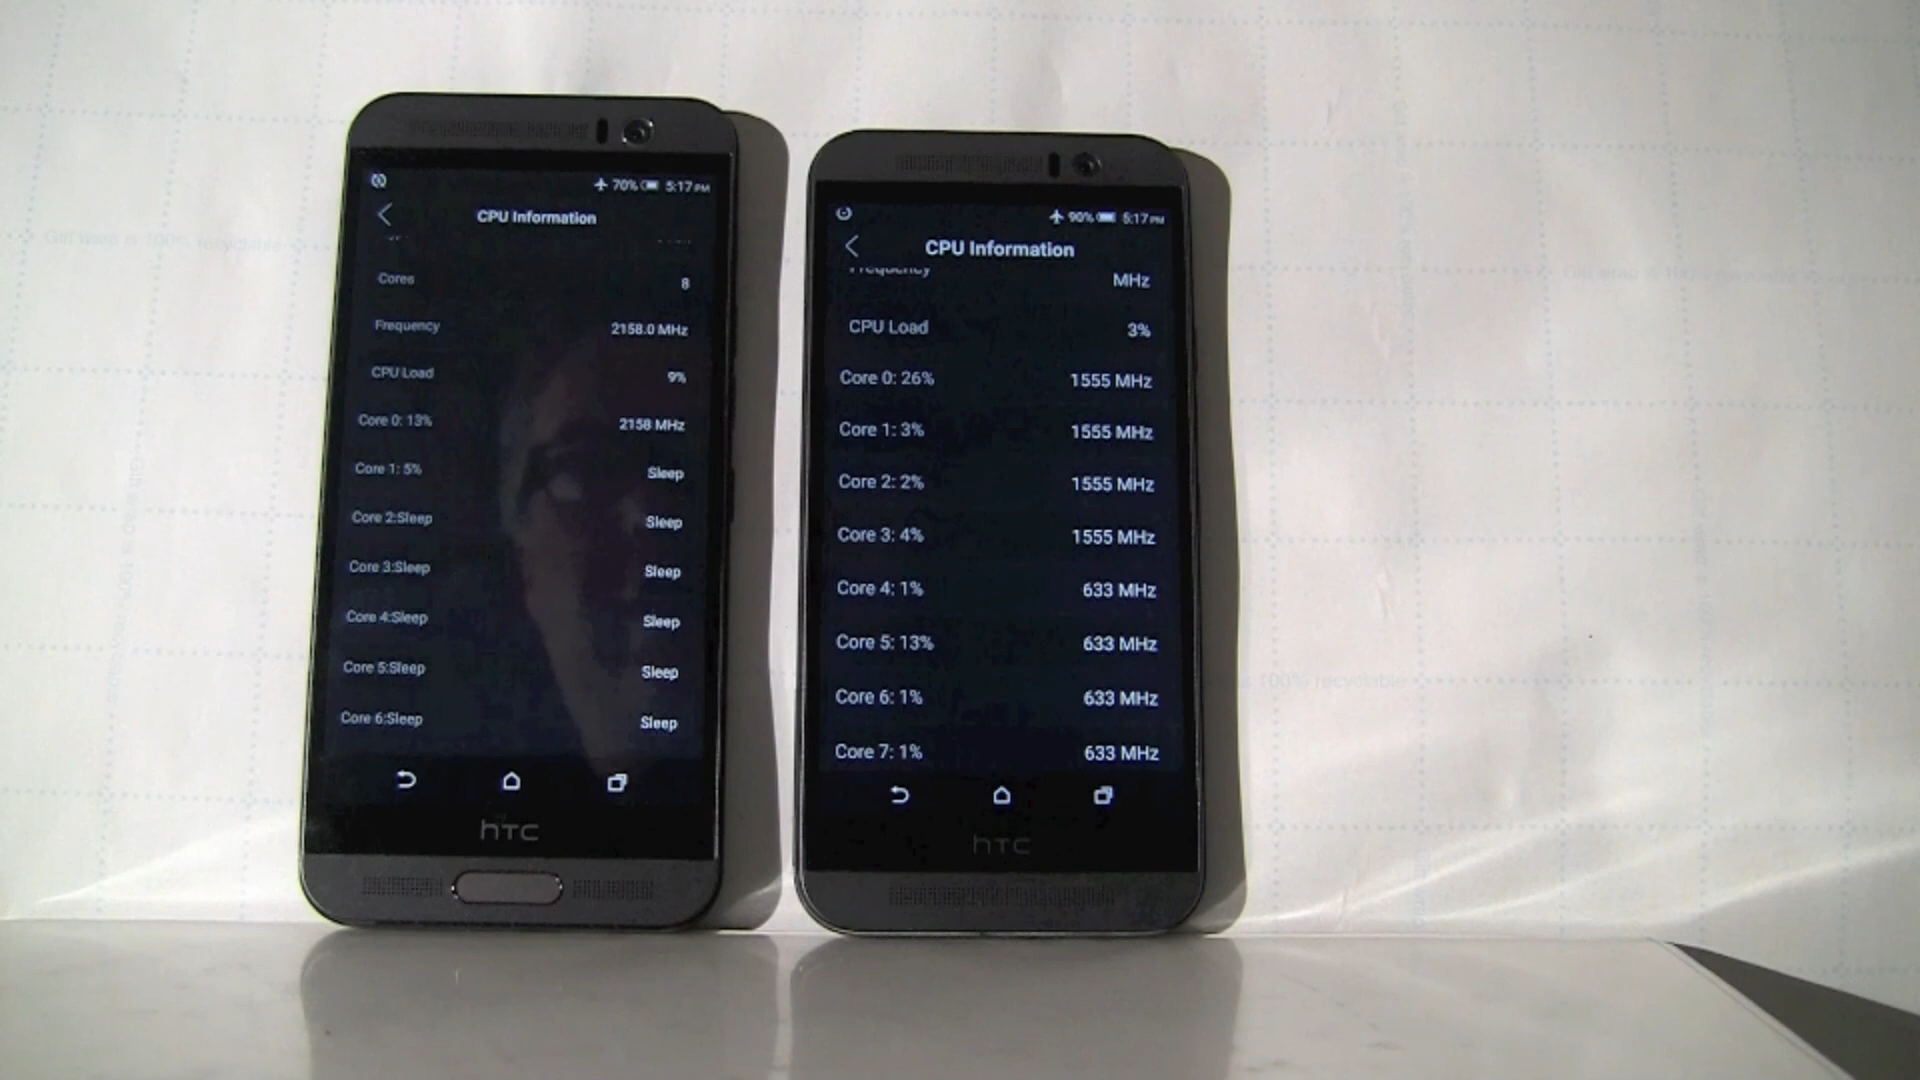 70% 5:17 PM
CPU Information
Cores 8
Frequency 2158.0 MHz
CPU Load 9%
Core 0: 13% 2158 MHz
Core 1: 5% Sleep
Core 2:Sleep Sleep
Core 3:Sleep Sleep
Core 4:Sleep Sleep
Core 5:Sleep Sleep
Core 6:Sleep Sleep
hTC
90% 5:17 PM
CPU Information
Frequency MHz
CPU Load 3%
Core 0: 26% 1555 MHz
Core 1: 3% 1555 MHz
Core 2: 2% 1555 MHz
Core 3: 4% 1555 MHz
Core 4: 1% 633 MHz
Core 5: 13% 633 MHz
Core 6: 1% 633 MHz
Core 7: 1% 633 MHz
hTC
100% recyclable